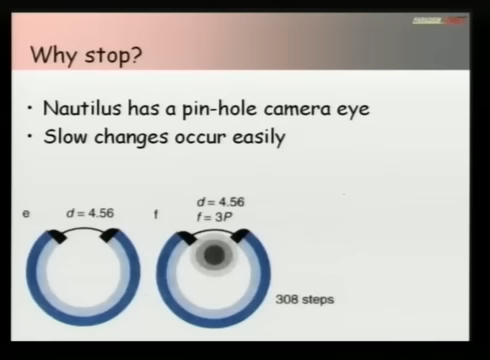 Why stop?
• Nautilus has a pin-hole camera eye
• Slow changes occur easily
e d = 4.56 f d = 4.56
f = 3P
308 steps